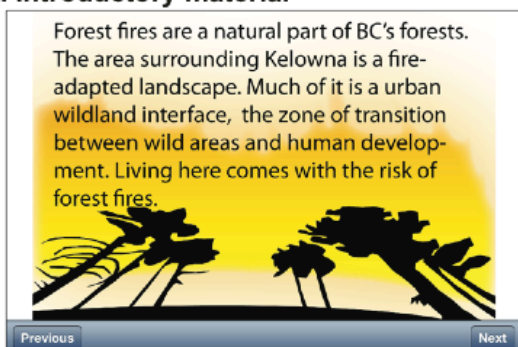 Forest fires are a natural part of BC's forests.
The area surrounding Kelowna is a fire-
adapted landscape. Much of it is a urban
wildland interface, the zone of transition
between wild areas and human develop-
ment. Living here comes with the risk of
forest fires.
Previous
Next